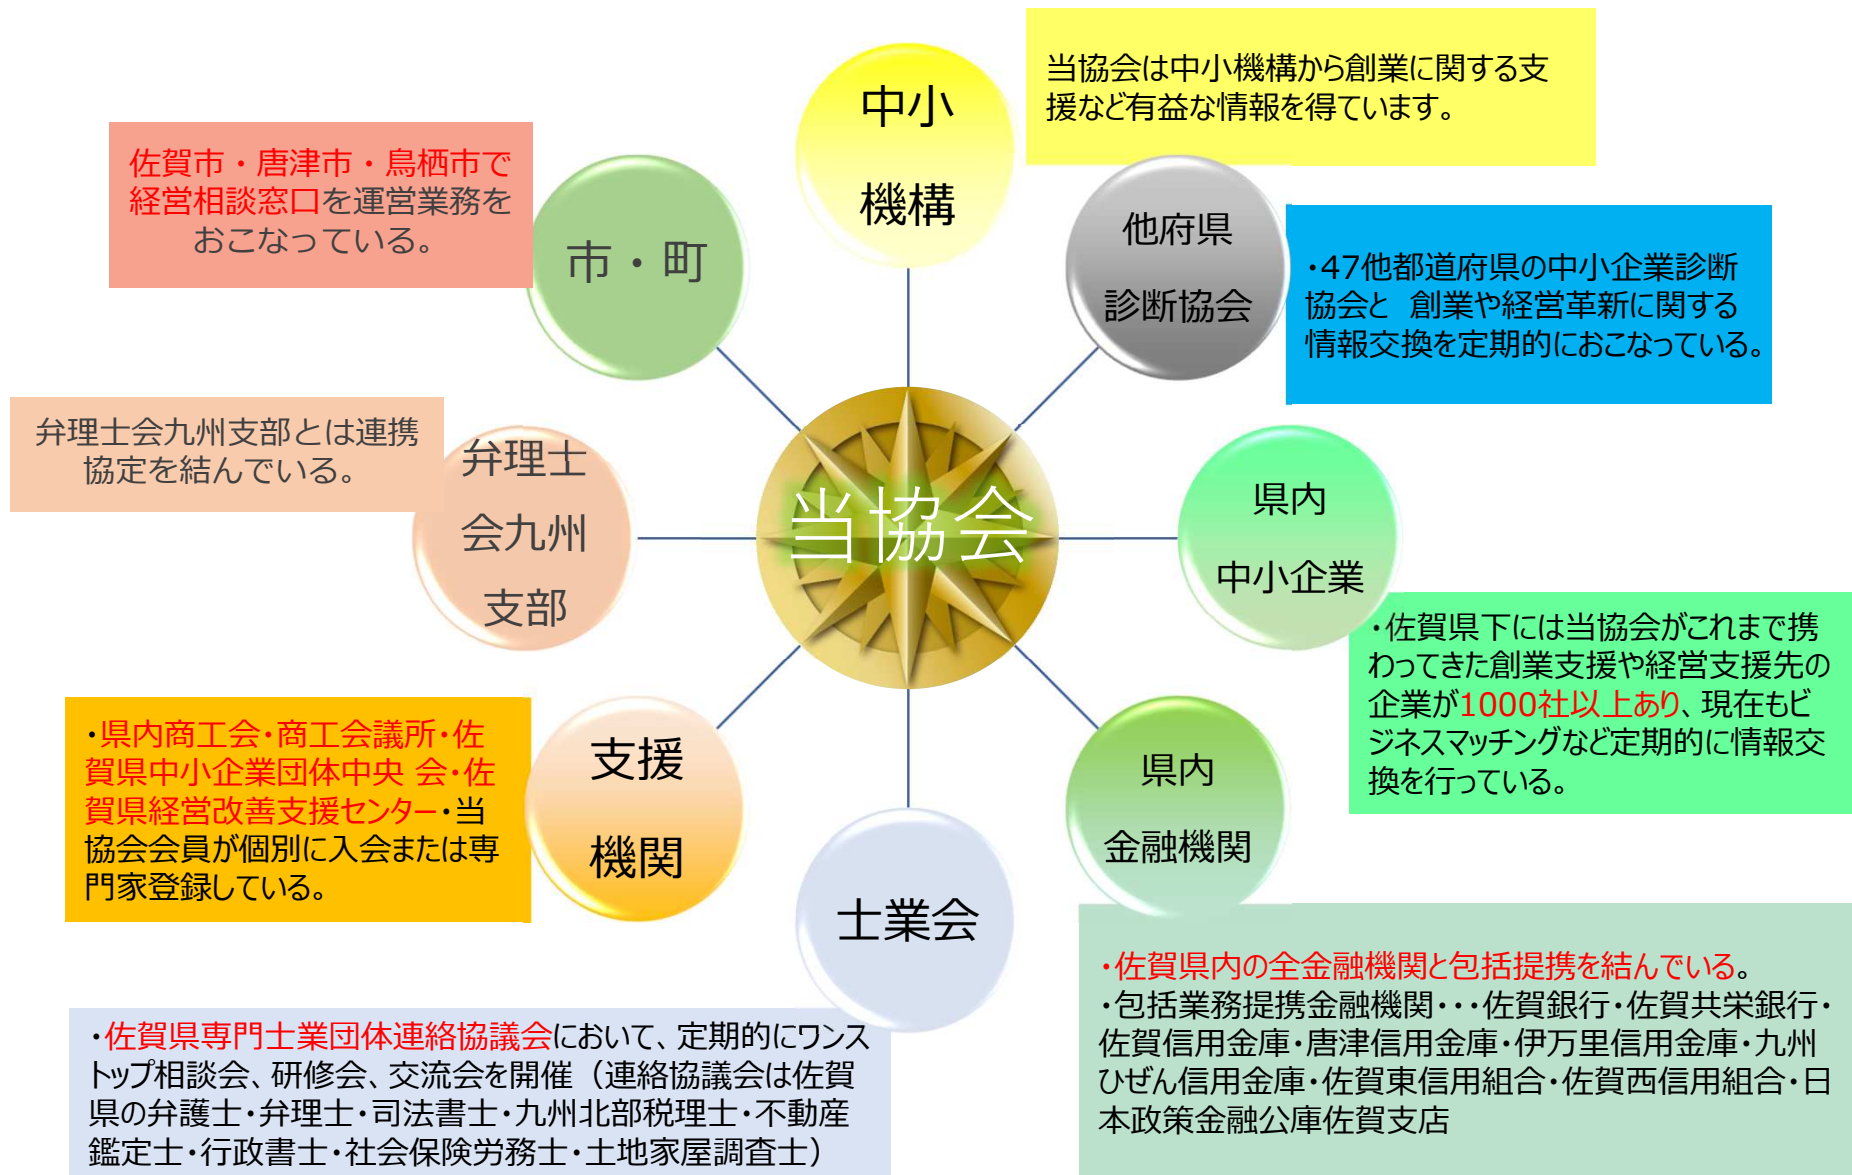 中小
機構
当協会は中小機構から創業に関する支
援など有益な情報を得ています。
佐賀市・唐津市・鳥栖市で
経営相談窓口を運営業務を
おこなっている。
市・町
他府県
診断協会
・47他都道府県の中小企業診断
協会と 創業や経営革新に関する
情報交換を定期的におこなっている。
弁理士会九州支部とは連携
協定を結んでいる。
弁理士
会九州
支部
当協会
県内
中小企業
・佐賀県下には当協会がこれまで携
わってきた創業支援や経営支援先の
企業が1000社以上あり、現在もビ
ジネスマッチングなど定期的に情報交
換を行っている。
・県内商工会・商工会議所・佐
賀県中小企業団体中央 会・佐
賀県経営改善支援センター・当
協会会員が個別に入会または専
門家登録している。
支援
機関
県内
金融機関
士業会
・佐賀県内の全金融機関と包括提携を結んでいる。
・包括業務提携金融機関・・・佐賀銀行・佐賀共栄銀行・
佐賀信用金庫・唐津信用金庫・伊万里信用金庫・九州
ひぜん信用金庫・佐賀東信用組合・佐賀西信用組合・日
本政策金融公庫佐賀支店
・佐賀県専門士業団体連絡協議会において、定期的にワンス
トップ相談会、研修会、交流会を開催（連絡協議会は佐賀
県の弁護士・弁理士・司法書士・九州北部税理士・不動産
鑑定士・行政書士・社会保険労務士・土地家屋調査士）